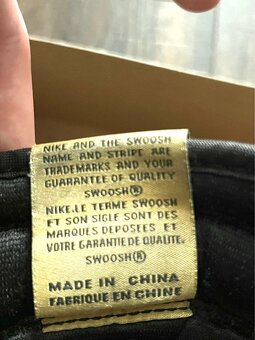 NIKE AND THE SWOOSH
NAME AND STRIPE ARE
TRADEMARKS AND YOUR
GUARANTEE OF QUALITY
SWOOSH®
NIKE.LE TERME SWOOSH
ET SON SIGLE SONT DES
MARQUES DEPOSEES ET
VOTRE GARANTIE DE QUALITE.
SWOOSH®
MADE IN CHINA
FABRIQUE EN CHINE